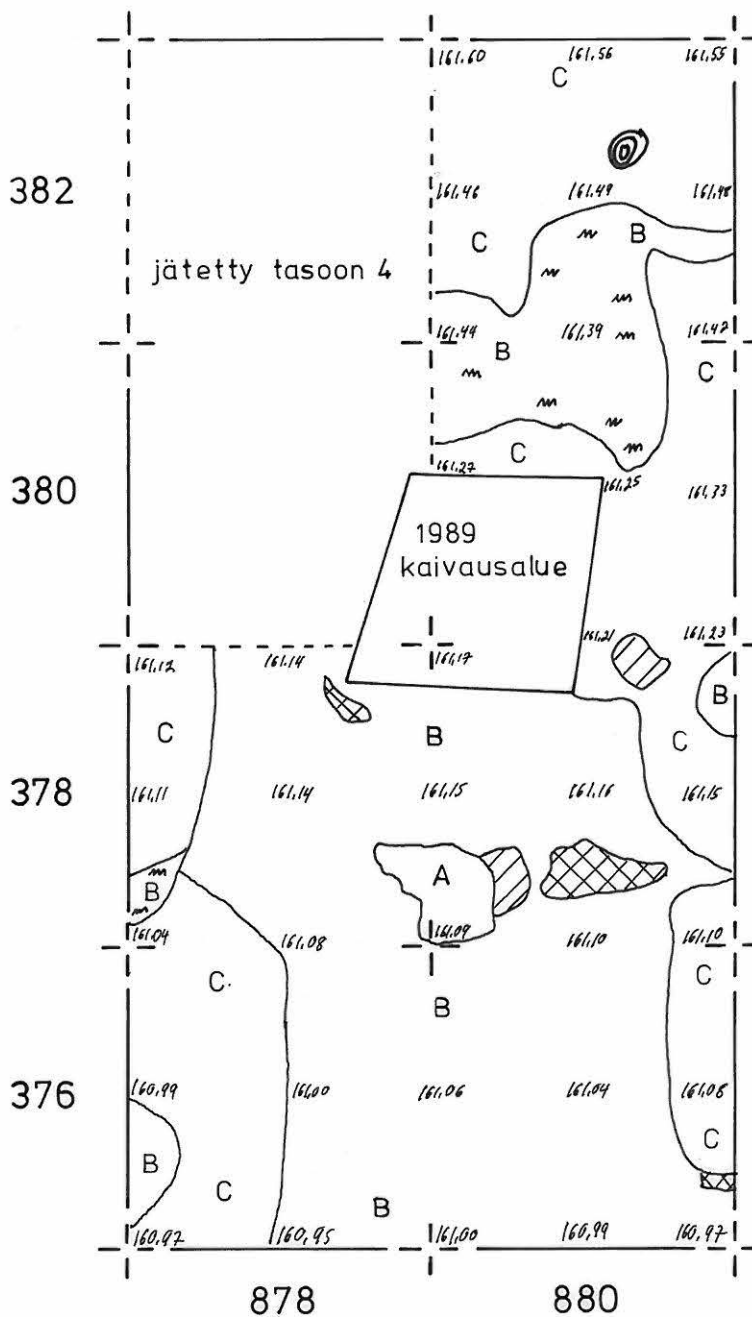 161,60 161,56 161,55
C
382
161,46 161,49 161,48
C B
jätetty tasoon 4
161,44 161,39 161,42
B C
C
161,27
380
161,25 161,33
1989
kaivausalue
161,21 161,23
161,12 161,14 161,17
B
C B C
378
161,11 161,14 161,15 161,16 161,15
A
B
161,04 161,08 161,09 161,10 161,10
C C
B
376
160,99 161,00 161,06 161,04 161,08
C
B
C B
160,97 160,95 161,00 160,99 160,97
878 880